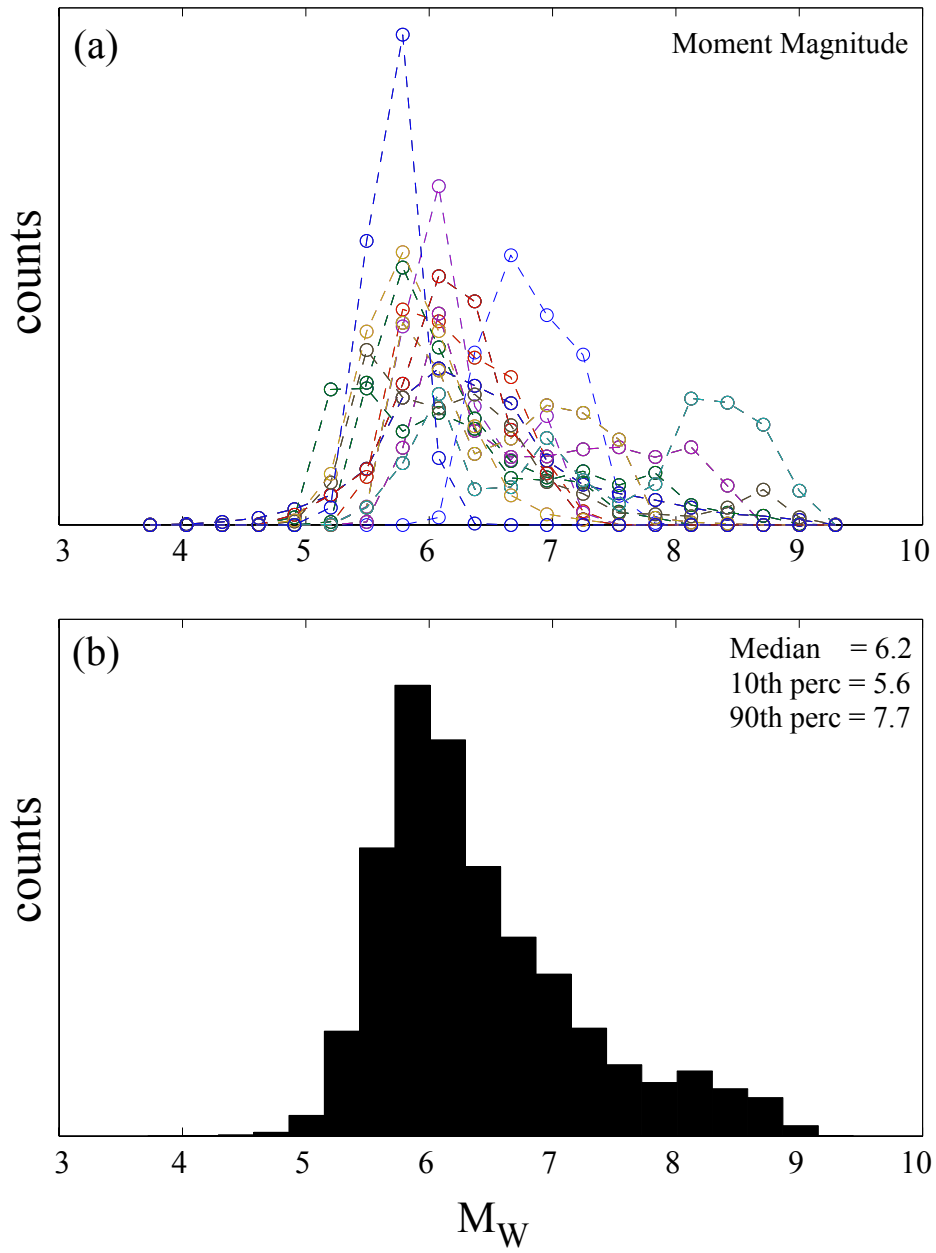 (a)
Moment Magnitude
counts
3 4 5 6 7 8 9 10
(b)
Median = 6.2
10th perc = 5.6
90th perc = 7.7
counts
3 4 5 6 7 8 9 10
M_W